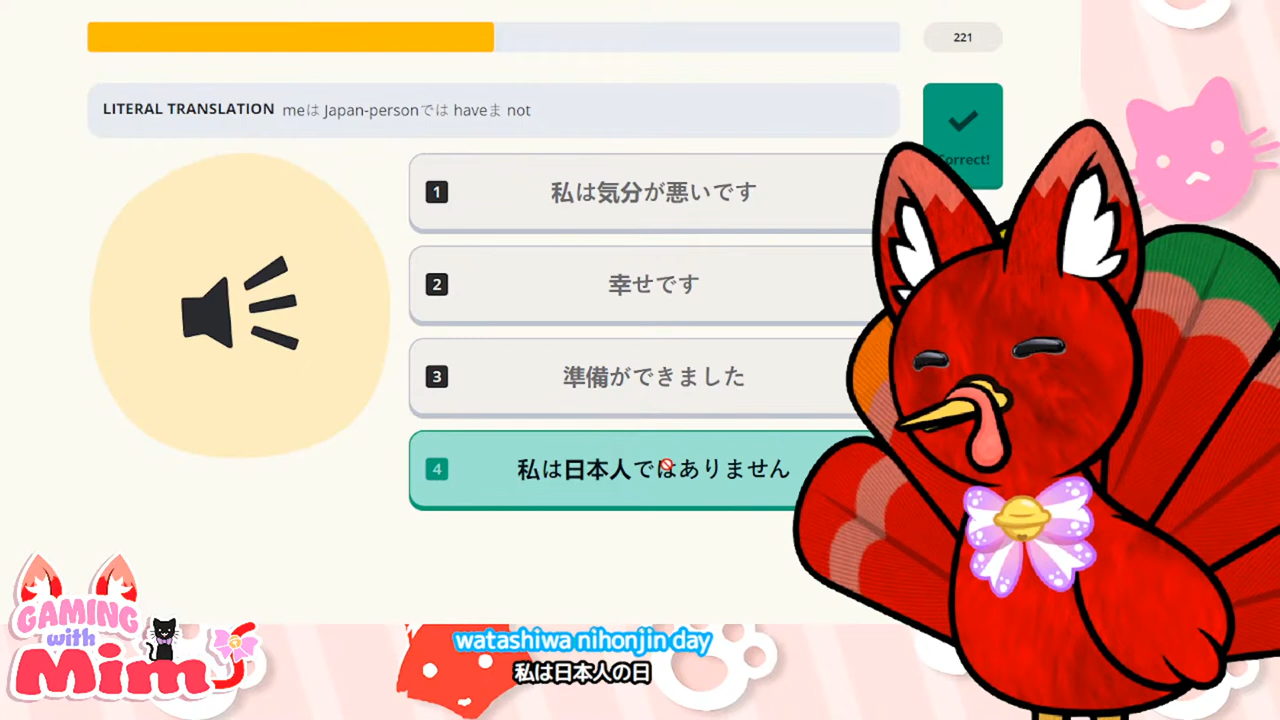 221
LITERAL TRANSLATION meは Japan-personでは haveま not
Correct!
1 私は気分が悪いです
2 幸せです
3 準備ができました
4 私は日本人ではありません
GAMING
with
Mim
watashiwa nihonjin day
私は日本人の日